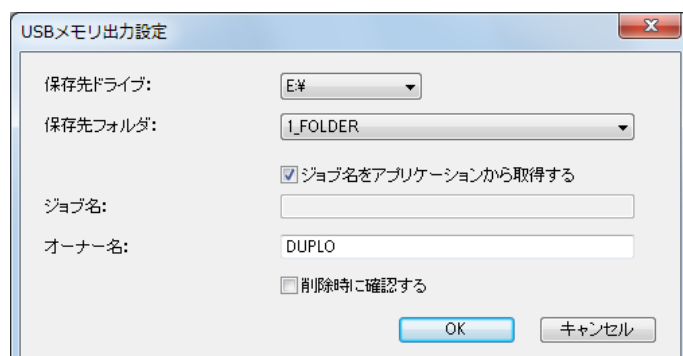 USBメモリ出力設定
保存先ドライブ: E:¥
保存先フォルダ: 1_FOLDER
ジョブ名をアプリケーションから取得する
ジョブ名:
オーナー名: DUPLO
削除時に確認する
OK キャンセル